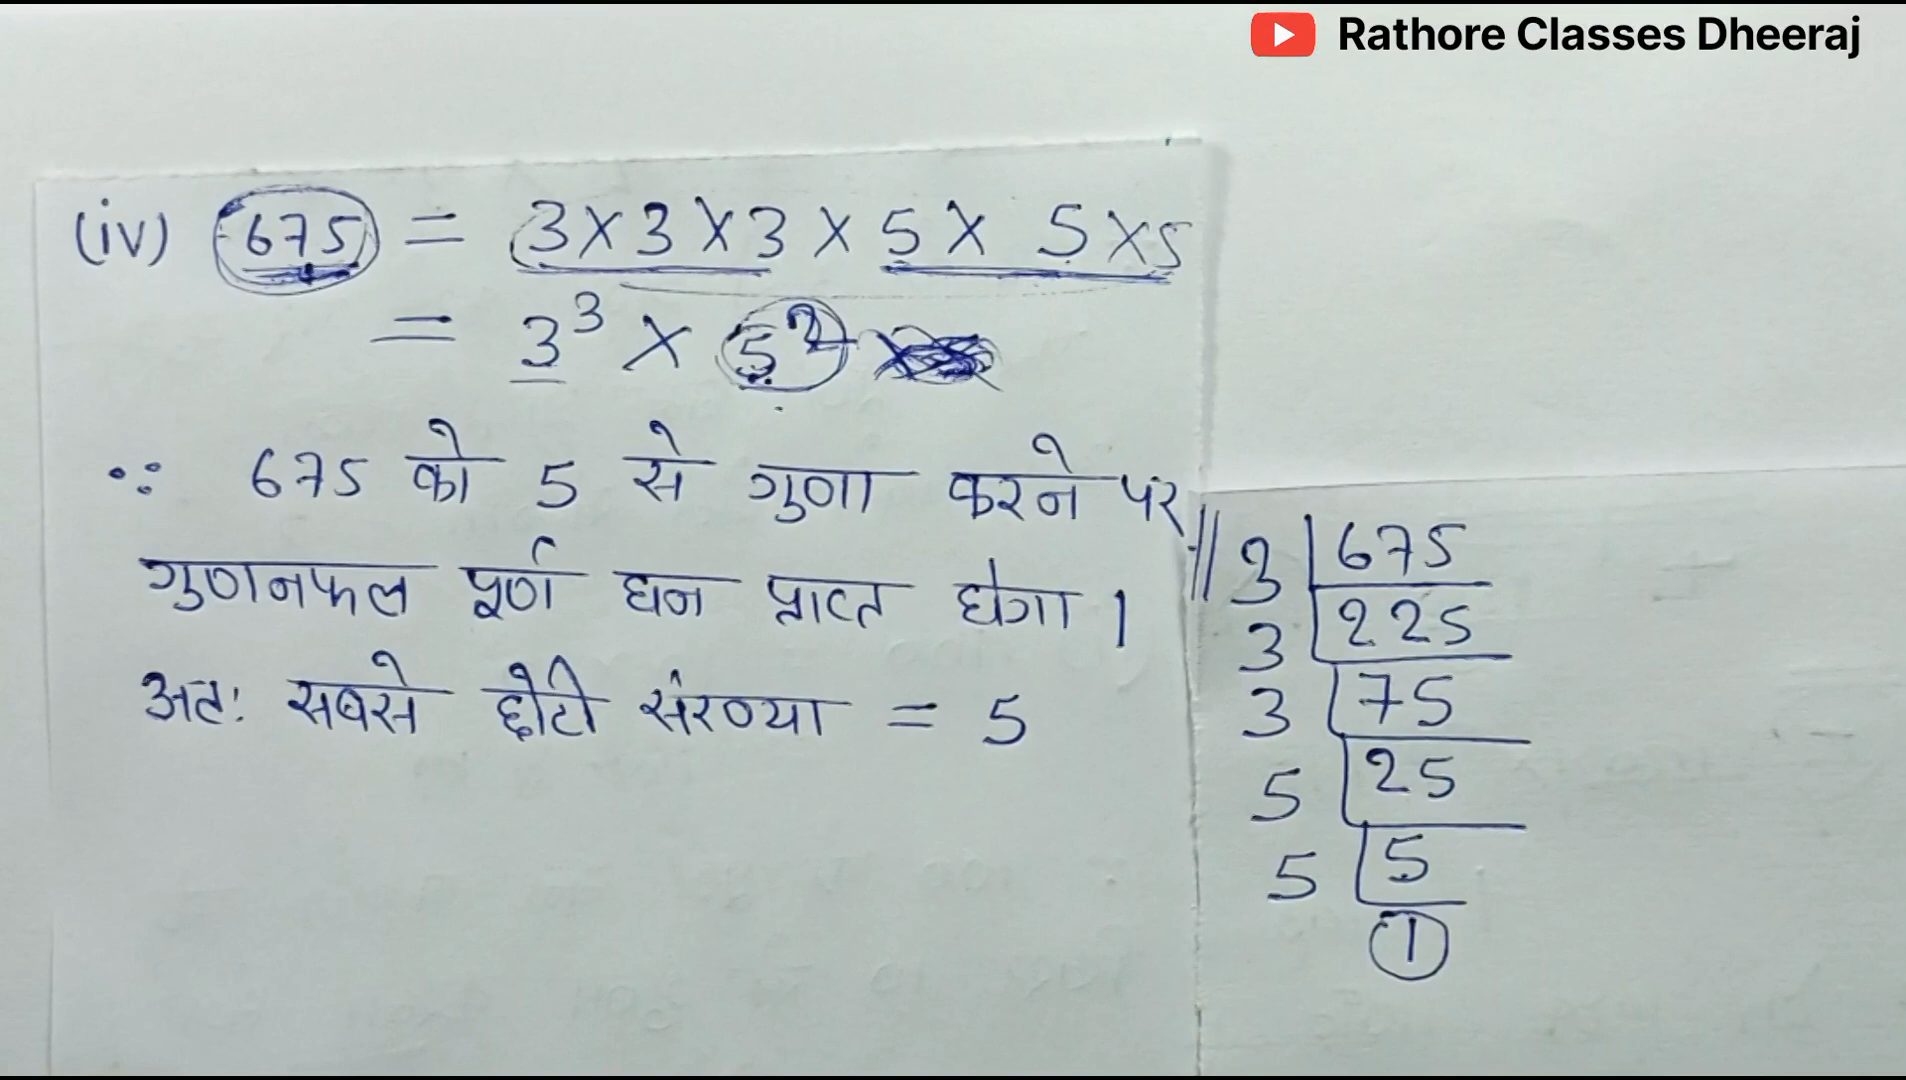 Rathore Classes Dheeraj
(iv) 675 = 3×3×3×5×5×5
= 3³ × 5²
∵ 675 को 5 से गुणा करने पर
गुणनफल पूर्ण घन प्राप्त होगा।
अतः सबसे छोटी संख्या = 5
3 | 675
3 | 225
3 | 75
5 | 25
5 | 5
1